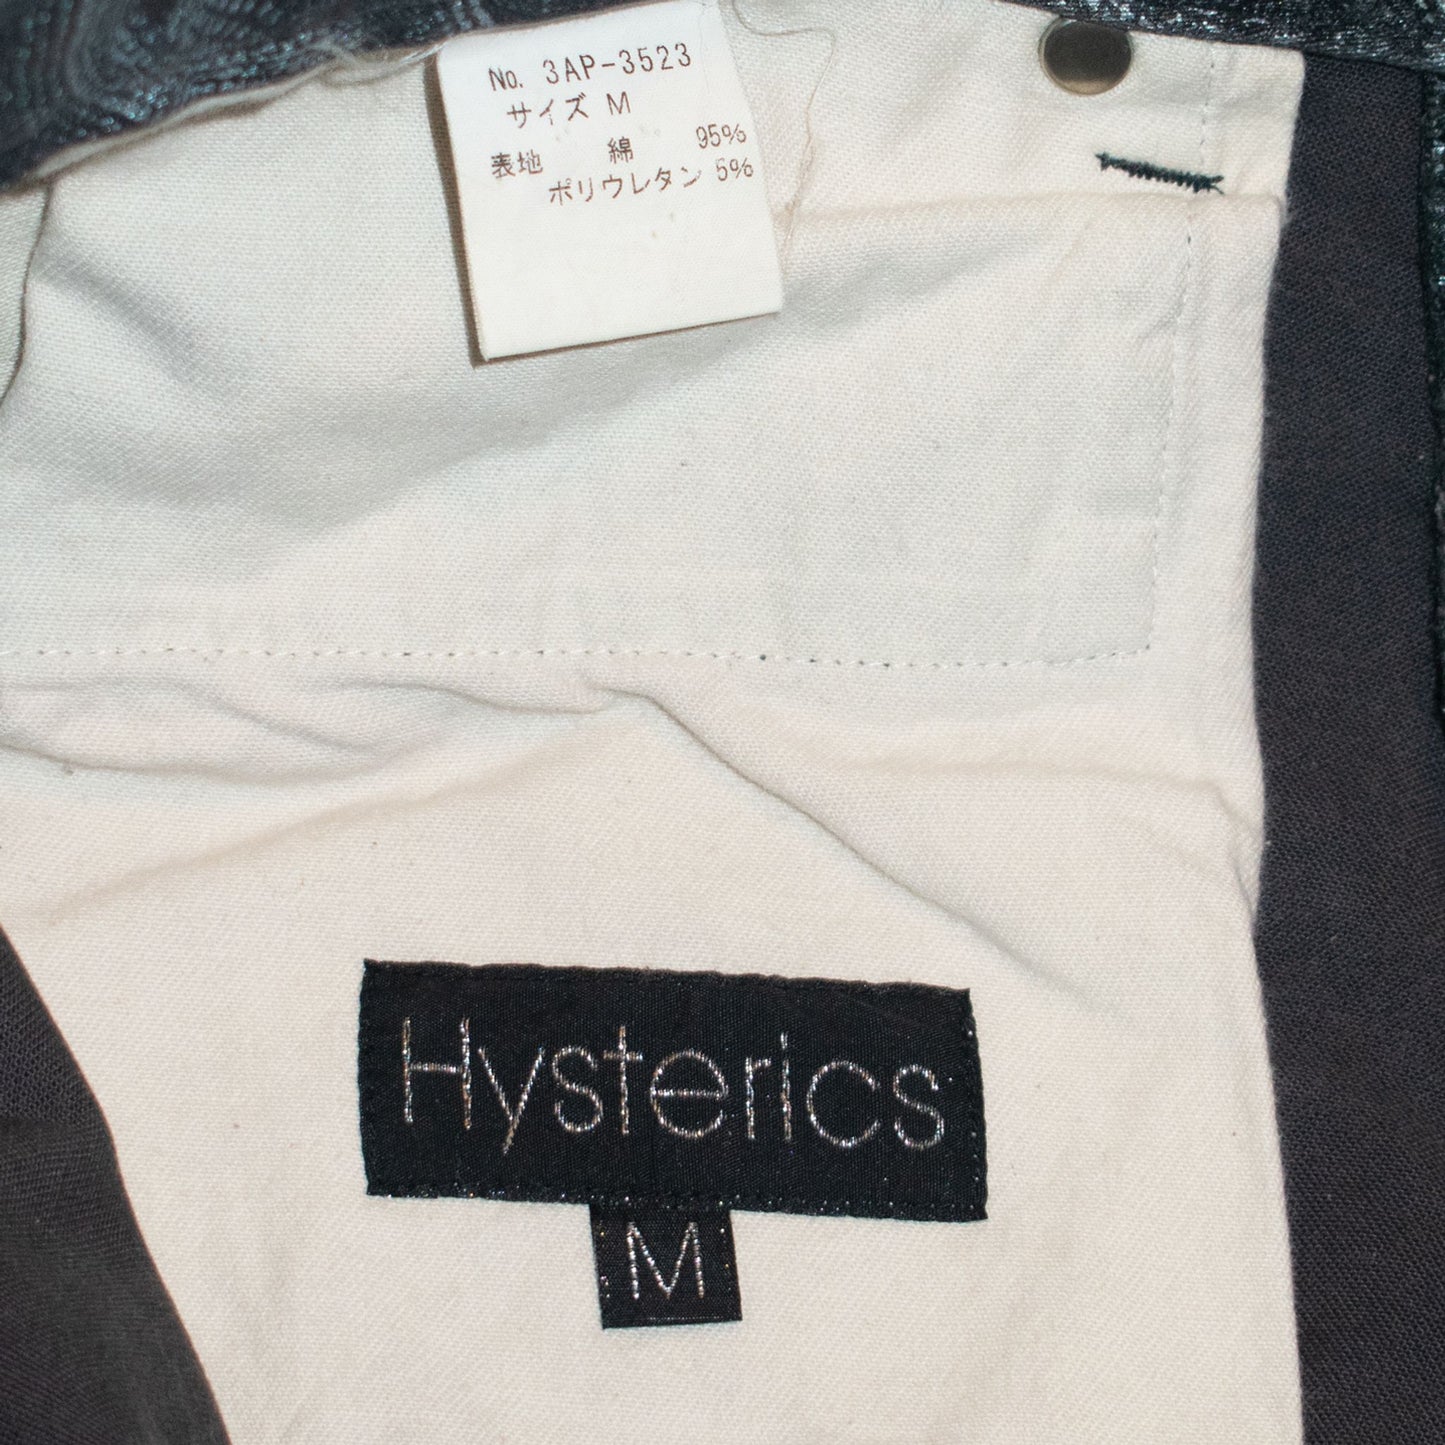 No. 3AP-3523
サイズ M
表地 綿 95%
ポリウレタン 5%
Hysterics
M